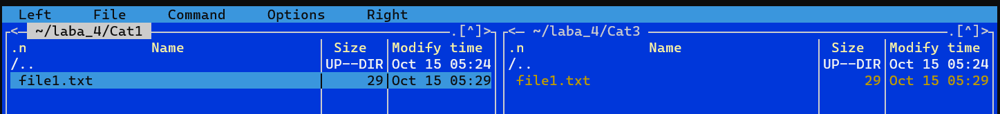 Left File Command Options Right
<─ ~/laba_4/Cat1 .[^]> <─ ~/laba_4/Cat3 .[^]>
.n Name Size Modify time .n Name Size Modify time
/.. UP--DIR Oct 15 05:24 /.. UP--DIR Oct 15 05:24
file1.txt 29 Oct 15 05:29 file1.txt 29 Oct 15 05:29